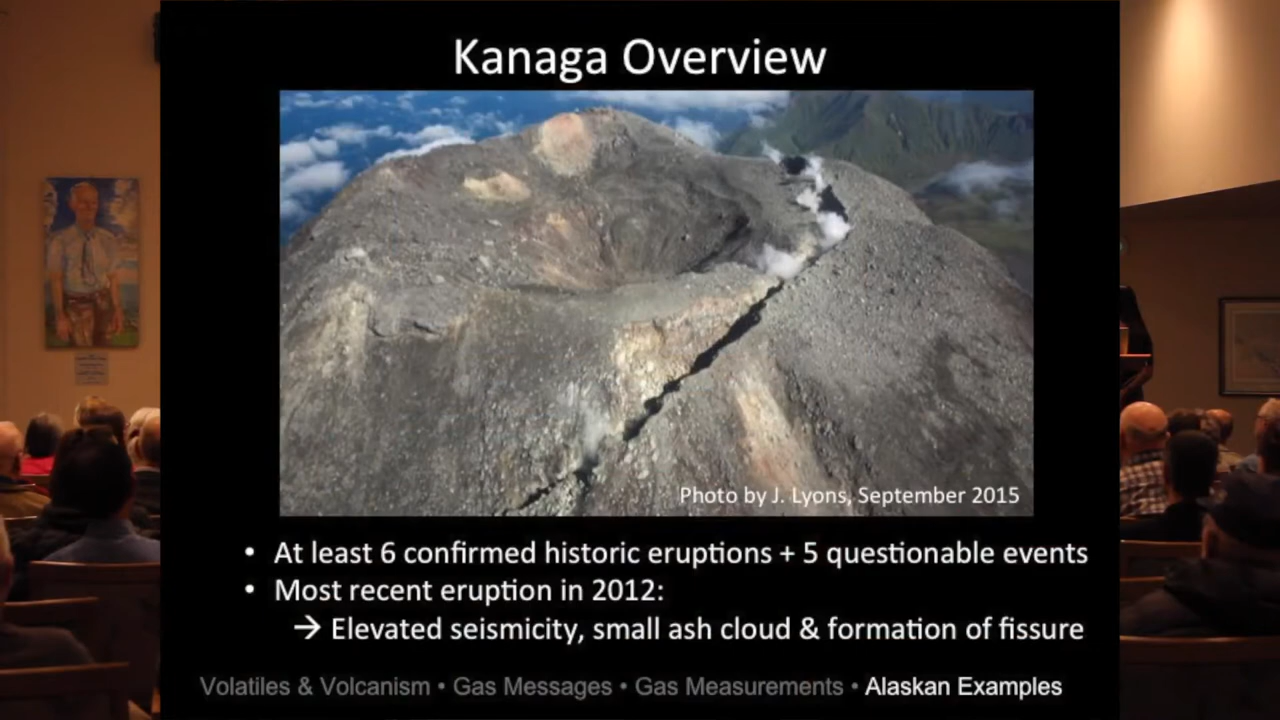 Kanaga Overview
Photo by J. Lyons, September 2015
• At least 6 confirmed historic eruptions + 5 questionable events
• Most recent eruption in 2012:
→ Elevated seismicity, small ash cloud & formation of fissure
Volatiles & Volcanism • Gas Messages • Gas Measurements • Alaskan Examples